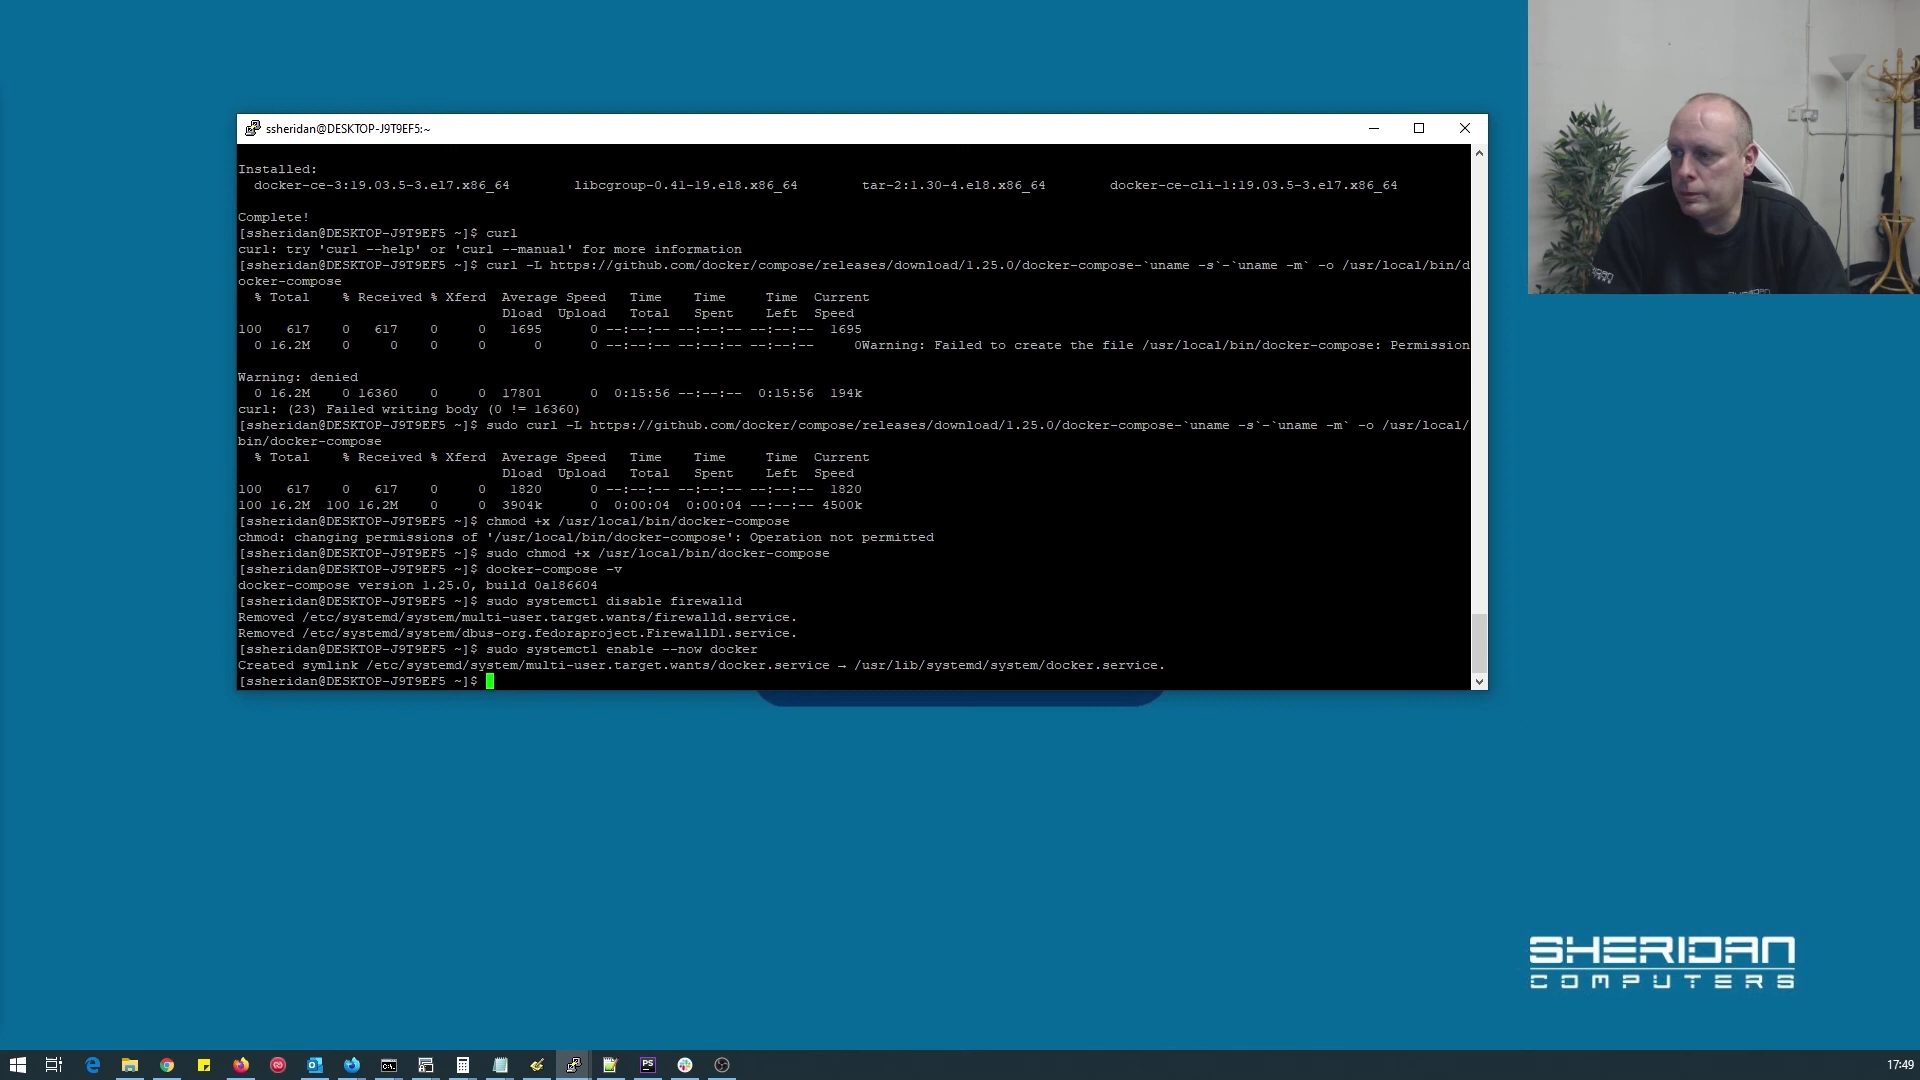 ssheridan@DESKTOP-J9T9EF5:~
Installed:
docker-ce-3:19.03.5-3.el7.x86_64 libcgroup-0.41-19.el8.x86_64 tar-2:1.30-4.el8.x86_64 docker-ce-cli-1:19.03.5-3.el7.x86_64
Complete!
[ssheridan@DESKTOP-J9T9EF5 ~]$ curl
curl: try 'curl --help' or 'curl --manual' for more information
[ssheridan@DESKTOP-J9T9EF5 ~]$ curl -L https://github.com/docker/compose/releases/download/1.25.0/docker-compose-`uname -s`-`uname -m` -o /usr/local/bin/d
ocker-compose
% Total % Received % Xferd Average Speed Time Time Time Current
Dload Upload Total Spent Left Speed
100 617 0 617 0 0 1695 0 --:--:-- --:--:-- --:--:-- 1695
0 16.2M 0 0 0 0 0 0 --:--:-- --:--:-- --:--:-- 0Warning: Failed to create the file /usr/local/bin/docker-compose: Permission
Warning: denied
0 16.2M 0 16360 0 0 17801 0 0:15:56 --:--:-- 0:15:56 194k
curl: (23) Failed writing body (0 != 16360)
[ssheridan@DESKTOP-J9T9EF5 ~]$ sudo curl -L https://github.com/docker/compose/releases/download/1.25.0/docker-compose-`uname -s`-`uname -m` -o /usr/local/
bin/docker-compose
% Total % Received % Xferd Average Speed Time Time Time Current
Dload Upload Total Spent Left Speed
100 617 0 617 0 0 1820 0 --:--:-- --:--:-- --:--:-- 1820
100 16.2M 100 16.2M 0 0 3904k 0 0:00:04 0:00:04 --:--:-- 4500k
[ssheridan@DESKTOP-J9T9EF5 ~]$ chmod +x /usr/local/bin/docker-compose
chmod: changing permissions of '/usr/local/bin/docker-compose': Operation not permitted
[ssheridan@DESKTOP-J9T9EF5 ~]$ sudo chmod +x /usr/local/bin/docker-compose
[ssheridan@DESKTOP-J9T9EF5 ~]$ docker-compose -v
docker-compose version 1.25.0, build 0a186604
[ssheridan@DESKTOP-J9T9EF5 ~]$ sudo systemctl disable firewalld
Removed /etc/systemd/system/multi-user.target.wants/firewalld.service.
Removed /etc/systemd/system/dbus-org.fedoraproject.FirewallD1.service.
[ssheridan@DESKTOP-J9T9EF5 ~]$ sudo systemctl enable --now docker
Created symlink /etc/systemd/system/multi-user.target.wants/docker.service → /usr/lib/systemd/system/docker.service.
[ssheridan@DESKTOP-J9T9EF5 ~]$
SHERIDAN
COMPUTERS
17:49